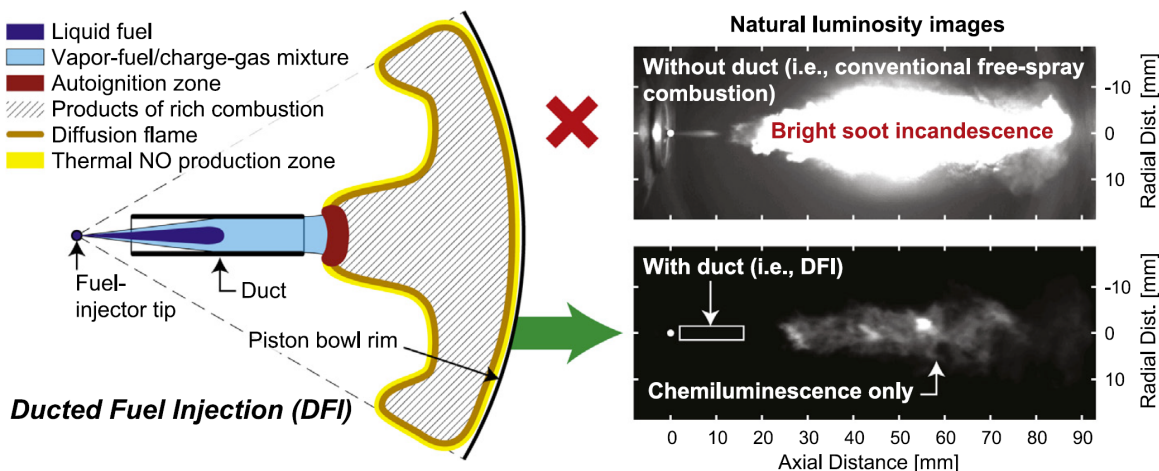 Liquid fuel
Vapor-fuel/charge-gas mixture
Autoignition zone
Products of rich combustion
Diffusion flame
Thermal NO production zone
Fuel-
injector tip
Duct
Piston bowl rim
Ducted Fuel Injection (DFI)
Natural luminosity images
Without duct (i.e., conventional free-spray
combustion)
Bright soot incandescence
-10
0
10
Radial Dist. [mm]
With duct (i.e., DFI)
Chemiluminescence only
-10
0
10
Radial Dist. [mm]
0 10 20 30 40 50 60 70 80 90
Axial Distance [mm]